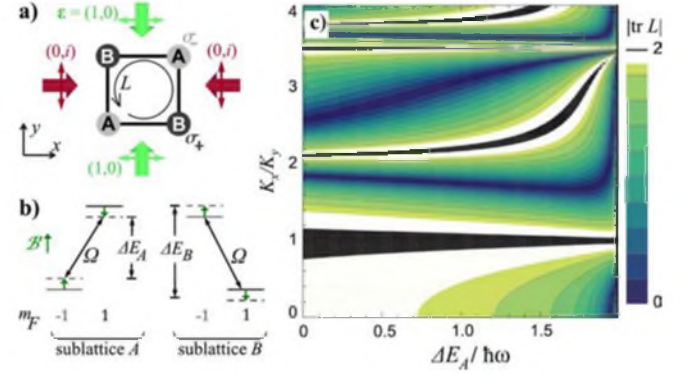 a)
ε = (1,0)
(0,i)
(0,i)
B
A
σ-
L
A
B
σ+
y
x
(1,0)
b)
ℬ
Ω
ΔE_A
ΔE_B
Ω
m_F
-1
1
-1
1
sublattice A
sublattice B
c)
|tr L|
2
0
4
3
2
1
0
K_x/K_y
0
0.5
1.0
1.5
ΔE_A/ ħω